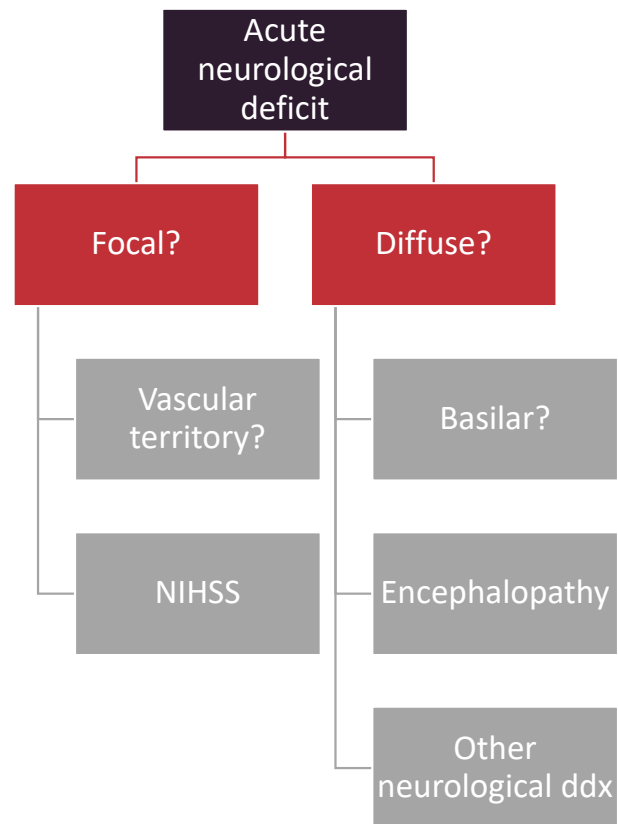 Acute
neurological
deficit
Focal?
Diffuse?
Vascular
territory?
Basilar?
NIHSS
Encephalopathy
Other
neurological ddx